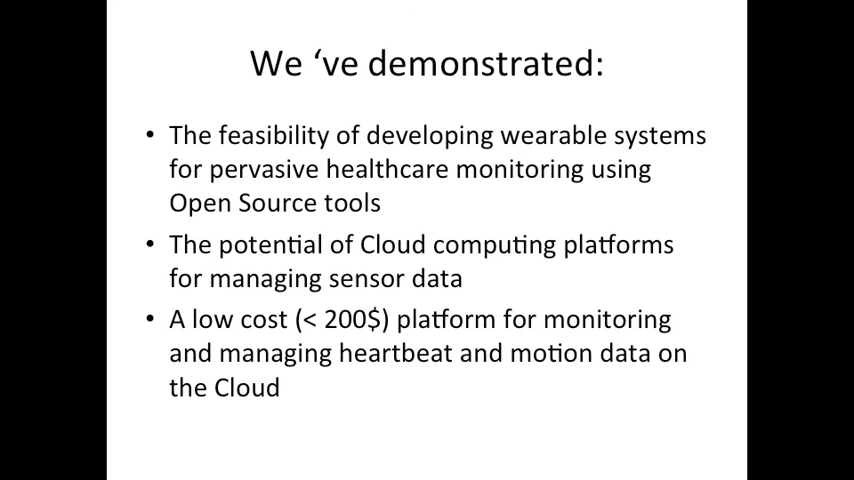 We ‘ve demonstrated:
• The feasibility of developing wearable systems
for pervasive healthcare monitoring using
Open Source tools
• The potential of Cloud computing platforms
for managing sensor data
• A low cost (< 200$) platform for monitoring
and managing heartbeat and motion data on
the Cloud